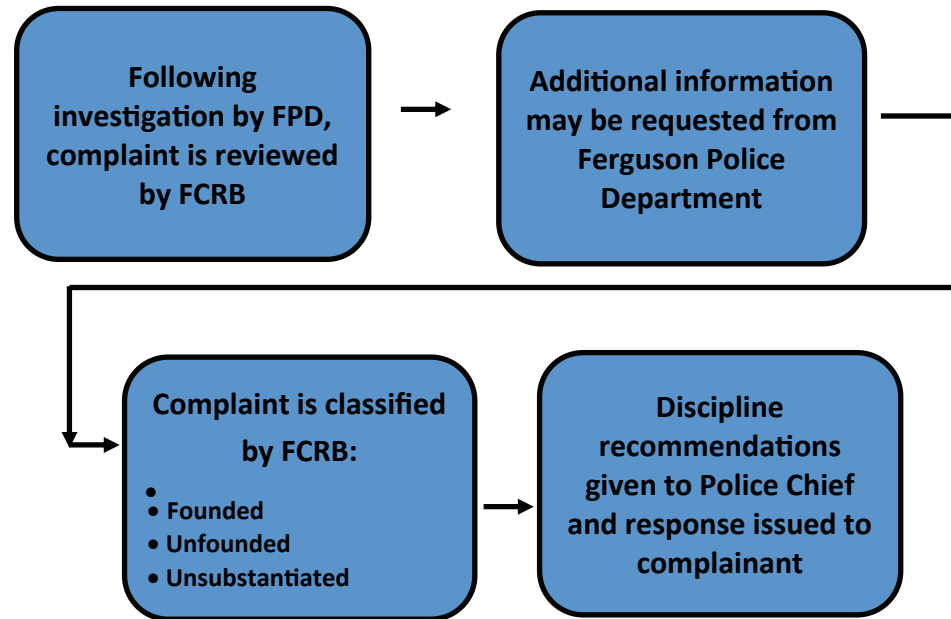 Following
investigation by FPD,
complaint is reviewed
by FCRB
Additional information
may be requested from
Ferguson Police
Department
Complaint is classified
by FCRB:
•
• Founded
• Unfounded
• Unsubstantiated
Discipline
recommendations
given to Police Chief
and response issued to
complainant